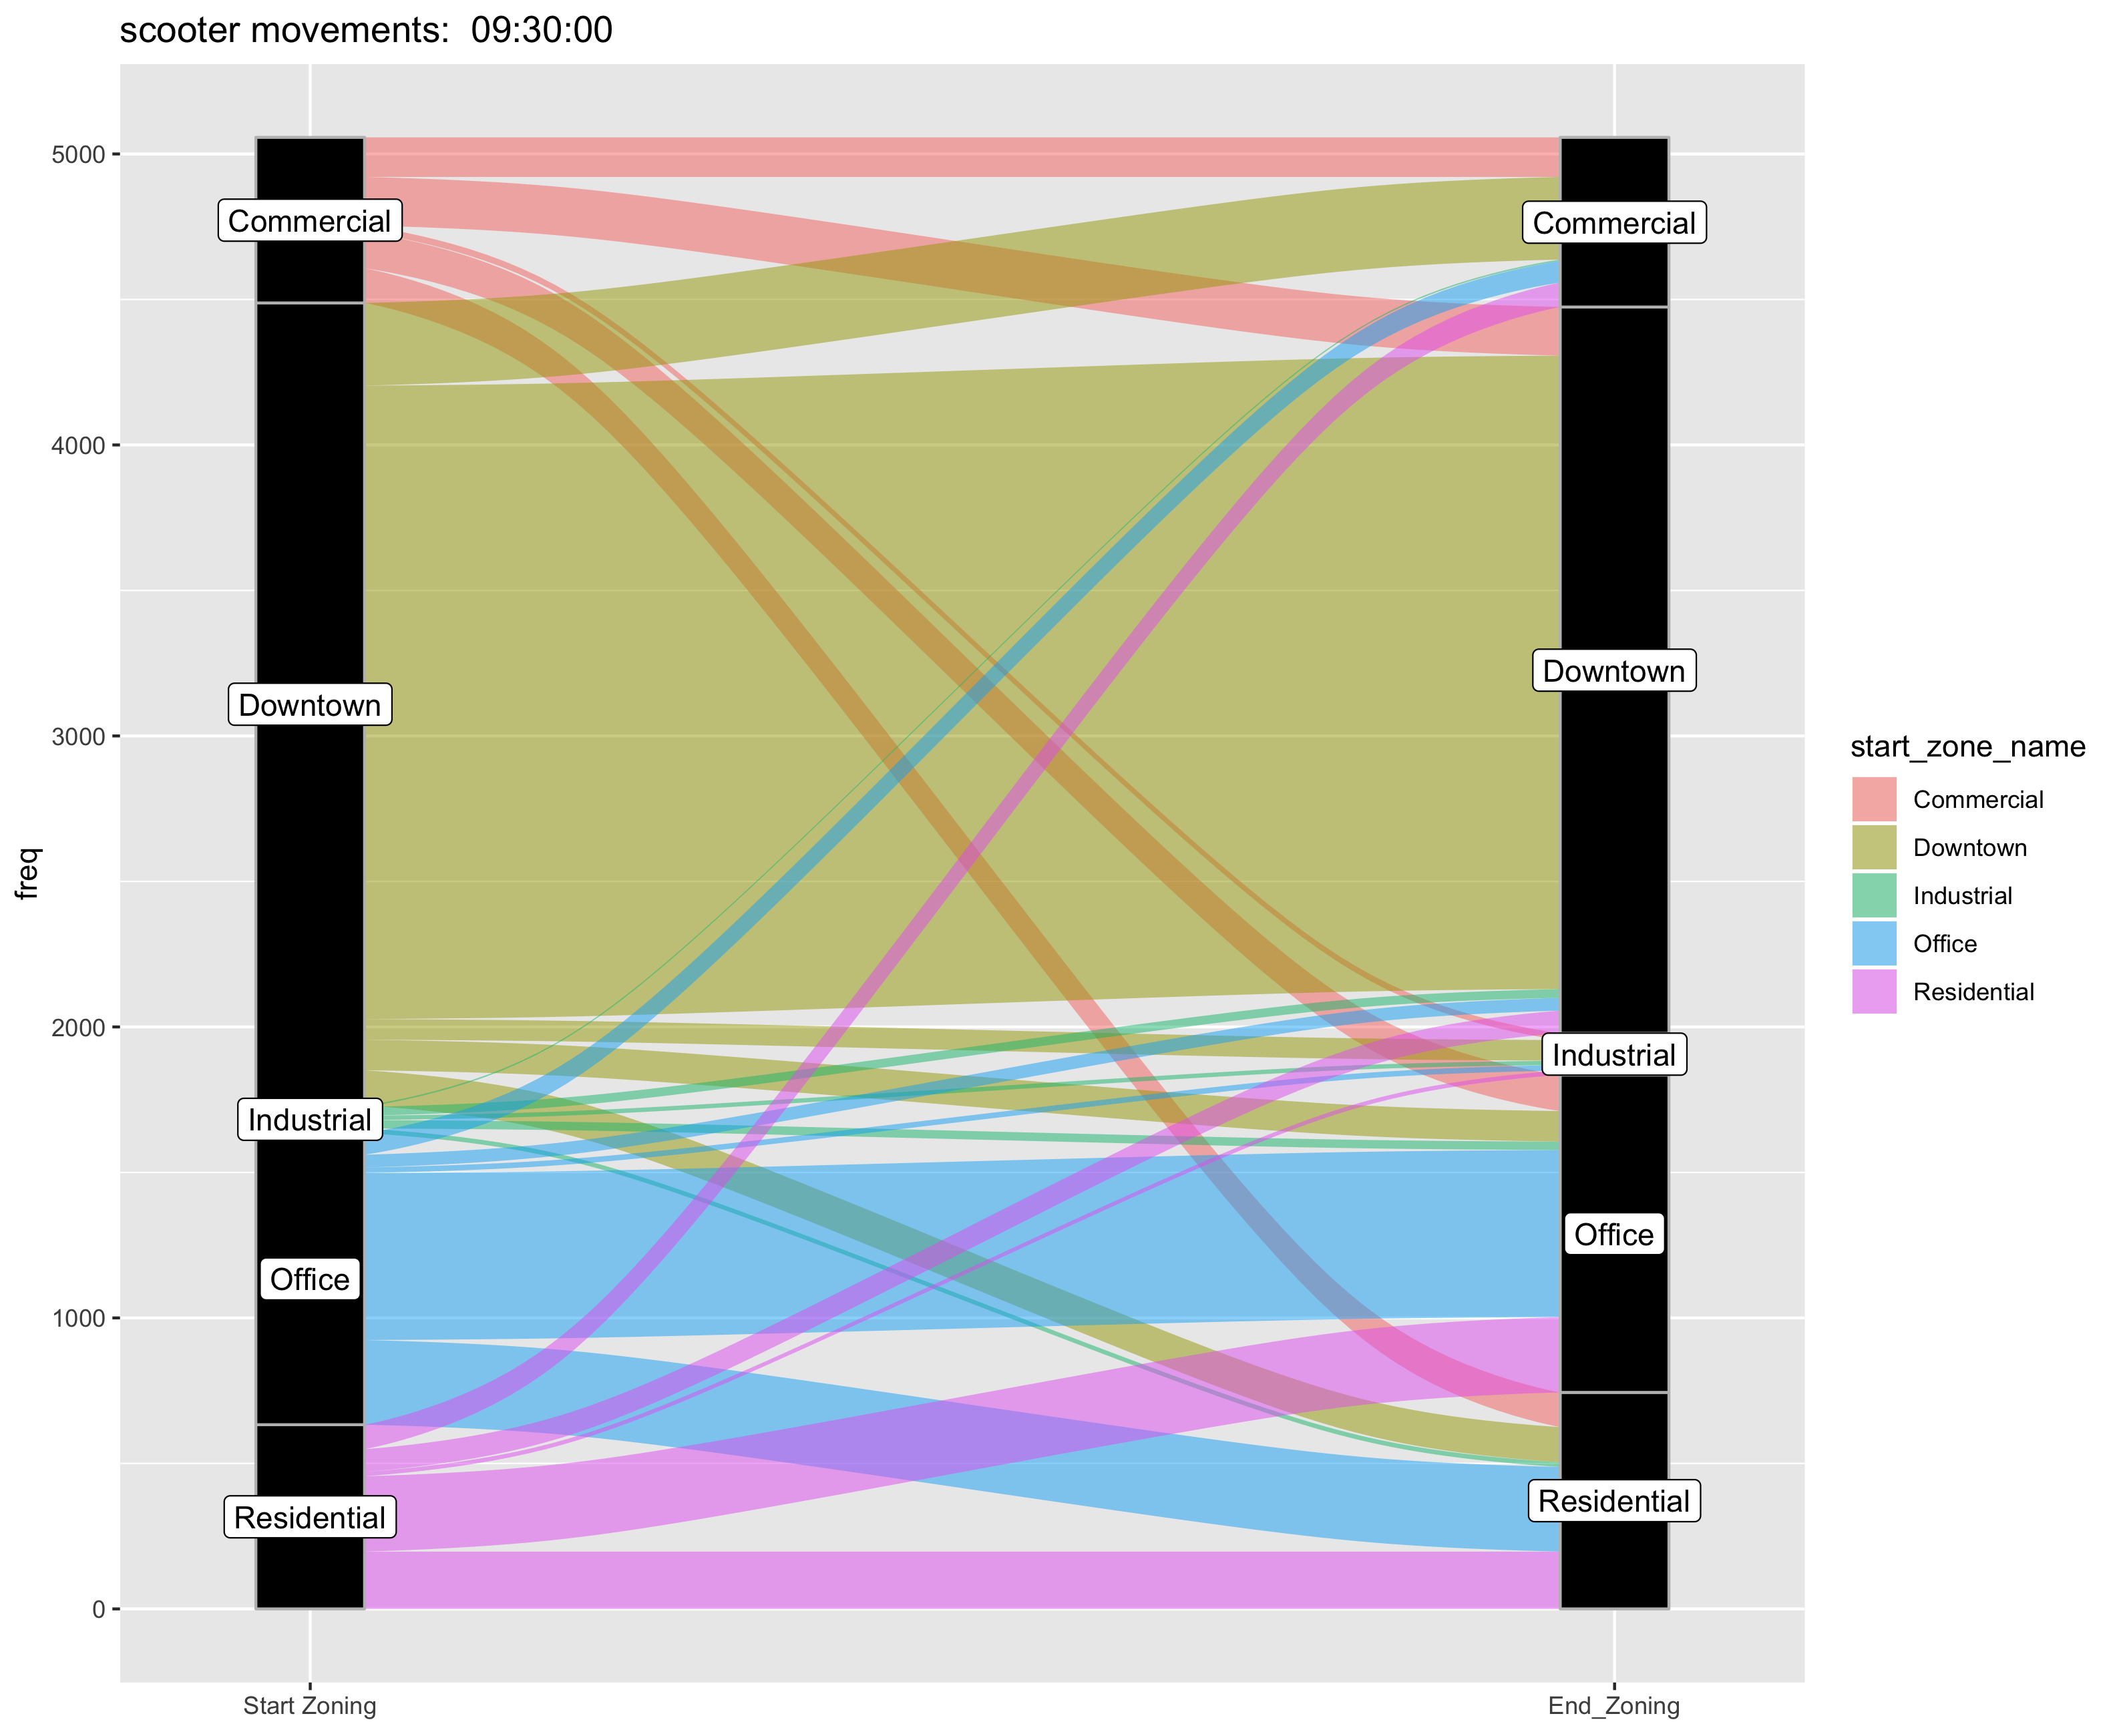 scooter movements:  09:30:00
freq
5000
4000
3000
2000
1000
0
Commercial
Downtown
Industrial
Office
Residential
Commercial
Downtown
Industrial
Office
Residential
Start Zoning
End_Zoning
start_zone_name
Commercial
Downtown
Industrial
Office
Residential